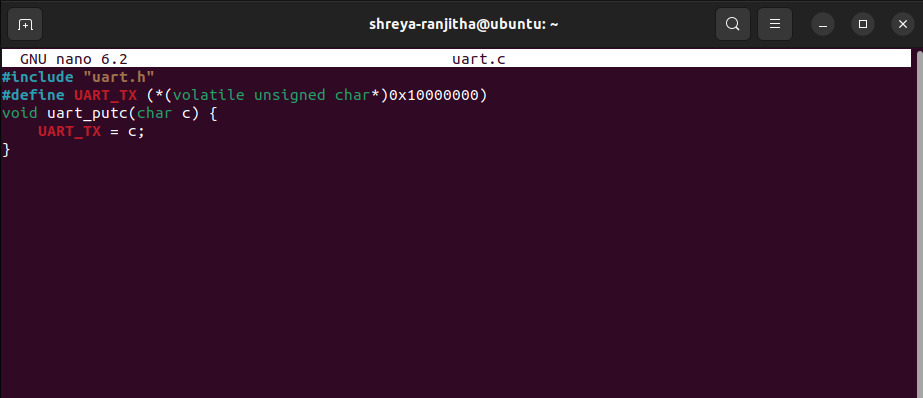 shreya-ranjitha@ubuntu: ~
GNU nano 6.2 uart.c
#include "uart.h"
#define UART_TX (*(volatile unsigned char*)0x10000000)
void uart_putc(char c) {
    UART_TX = c;
}